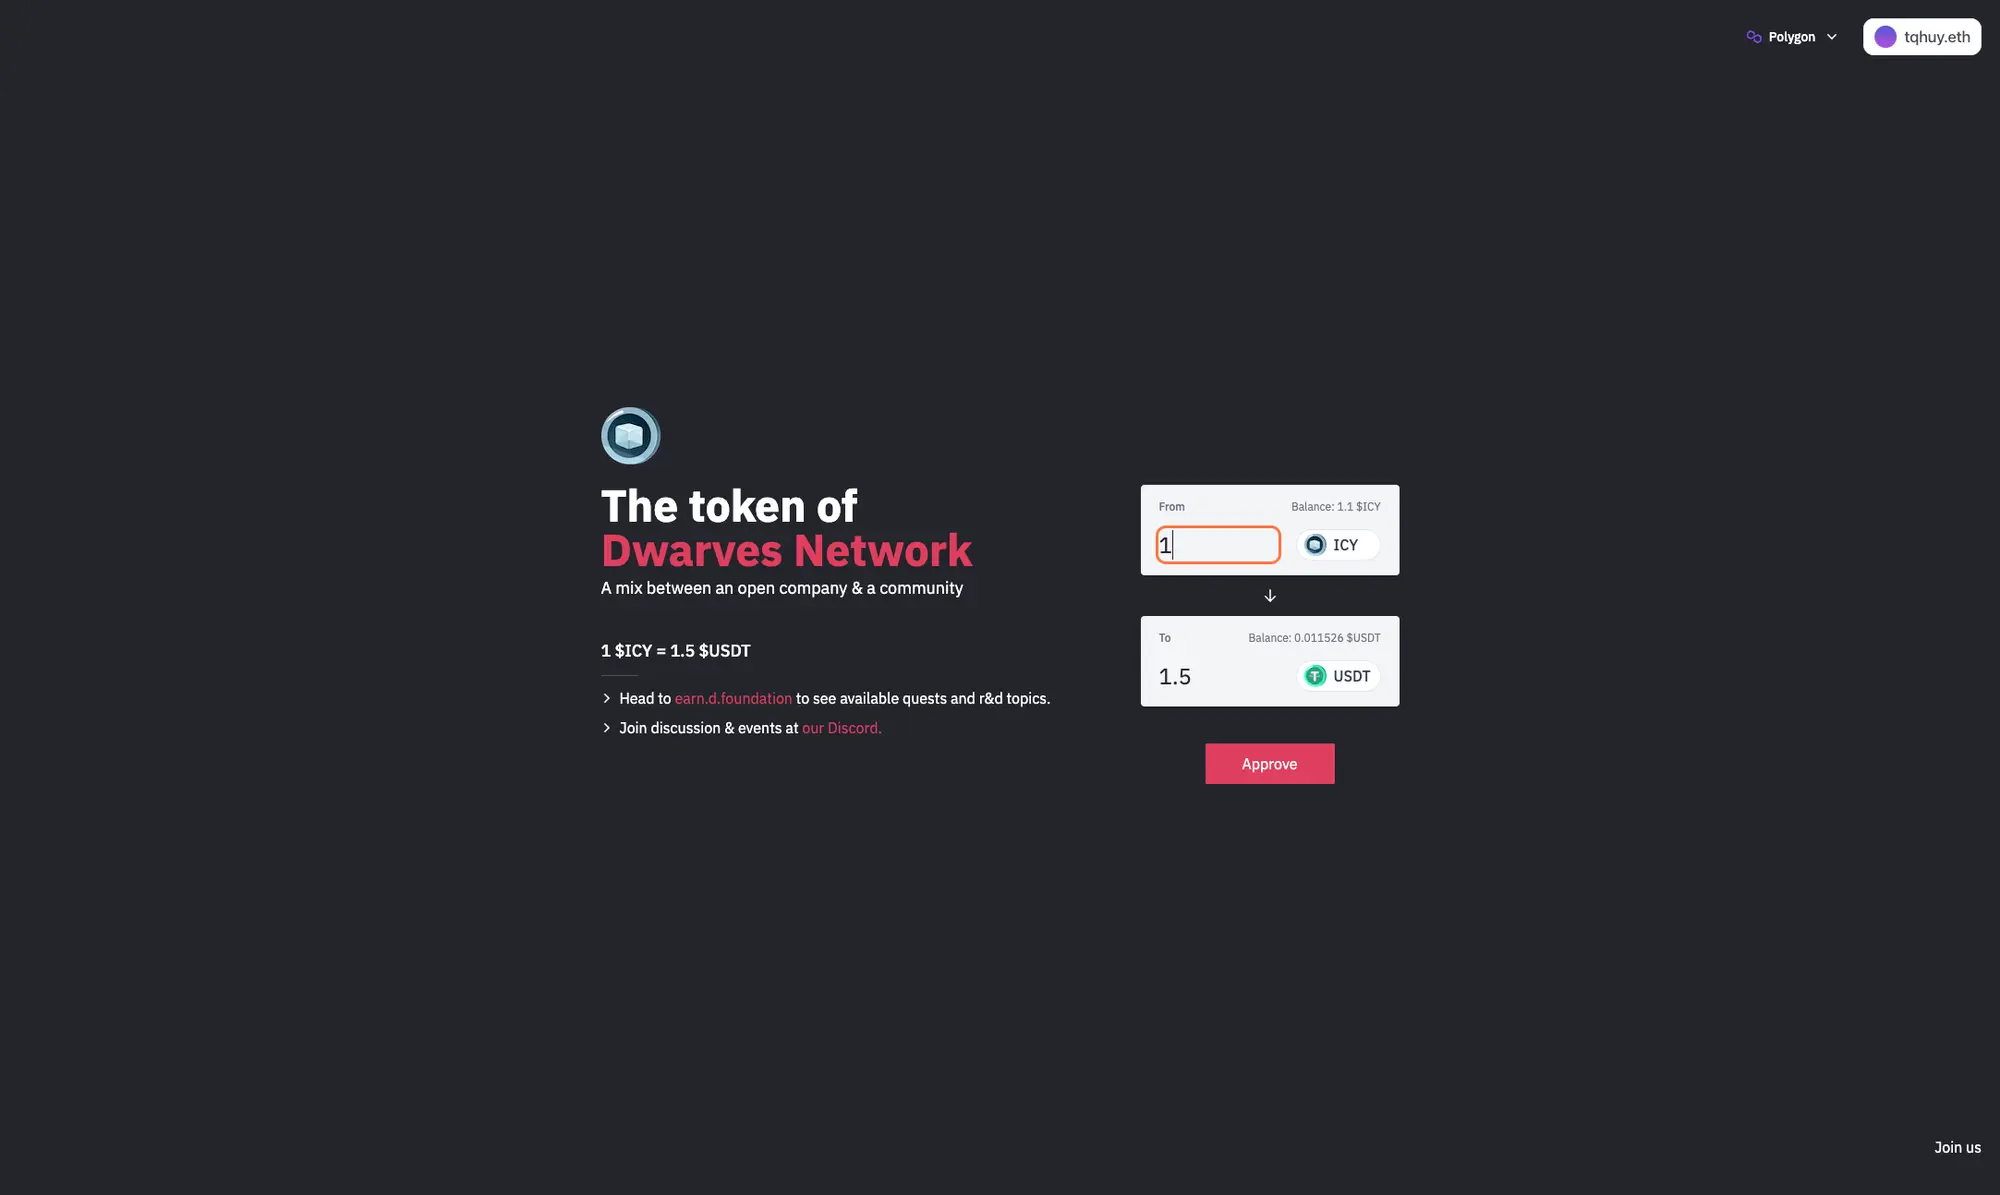 Polygon
tqhuy.eth
The token of
Dwarves Network
A mix between an open company & a community
1 $ICY = 1.5 $USDT
Head to earn.d.foundation to see available quests and r&d topics.
Join discussion & events at our Discord.
From
Balance: 1.1 $ICY
1
ICY
To
Balance: 0.011526 $USDT
1.5
USDT
Approve
Join us